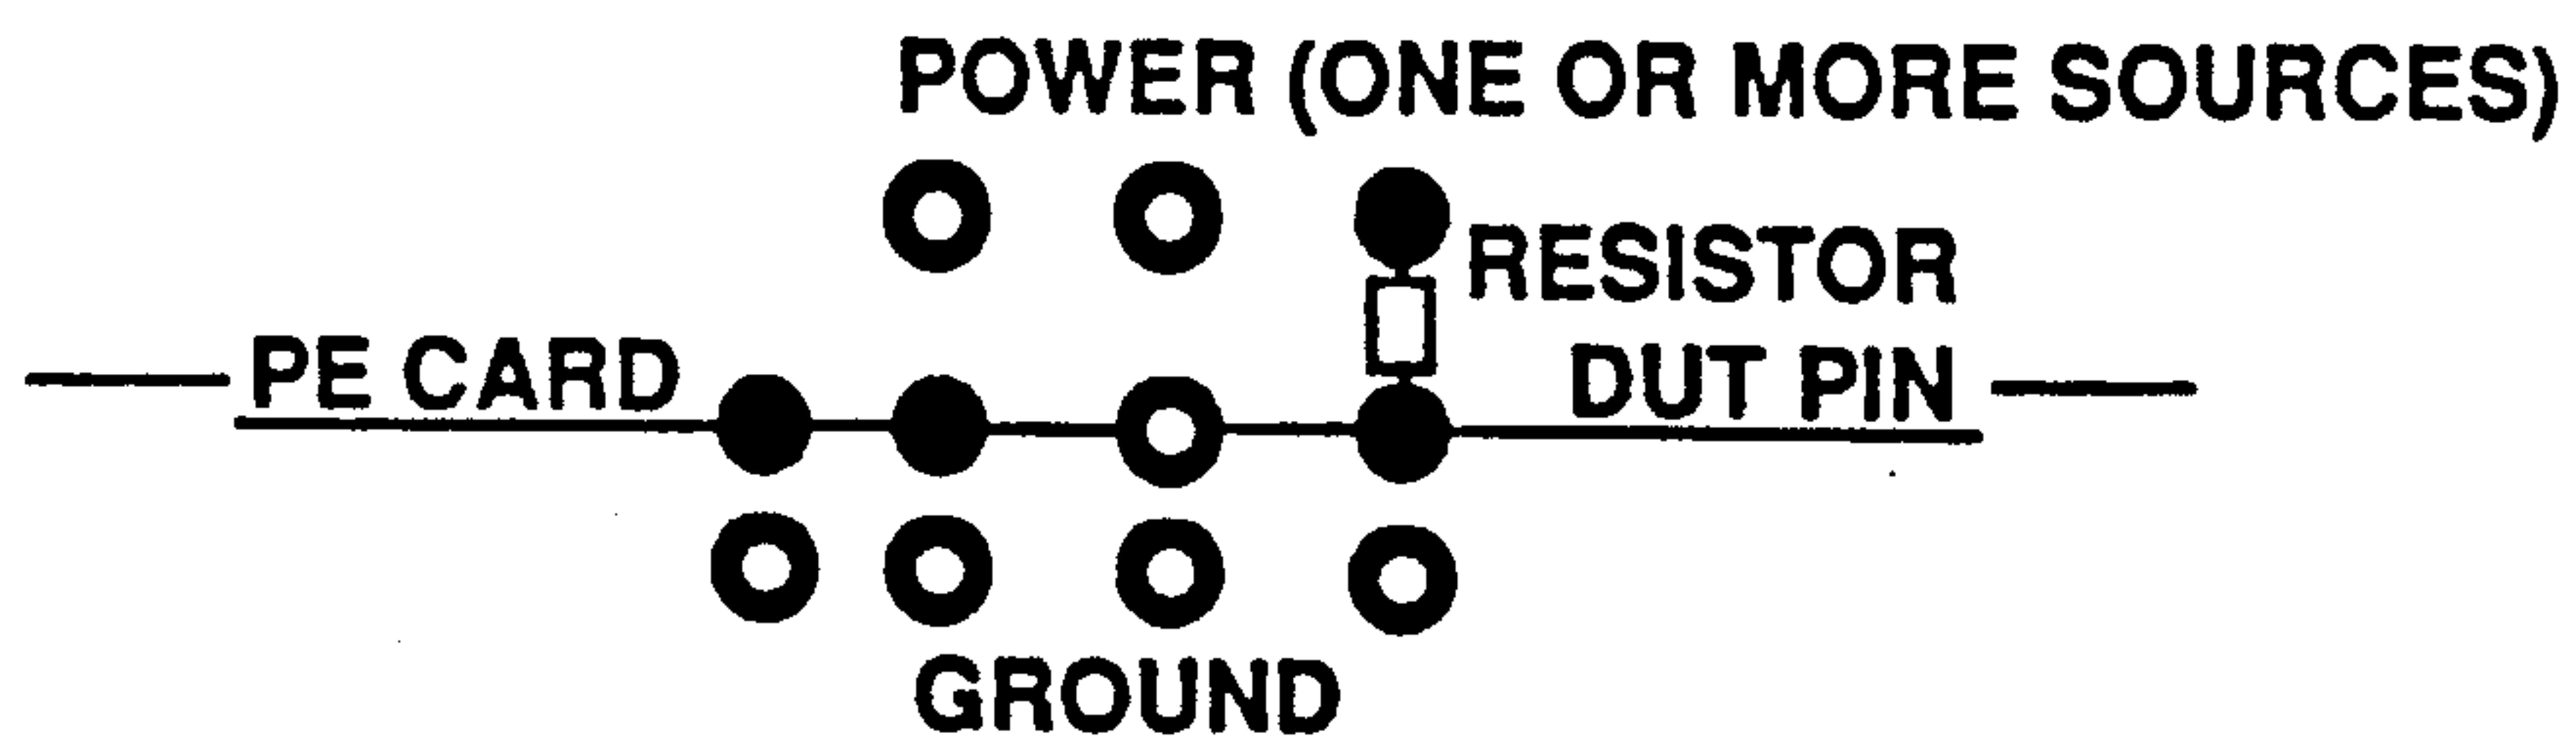 POWER (ONE OR MORE SOURCES)
RESISTOR
PE CARD
DUT PIN
GROUND